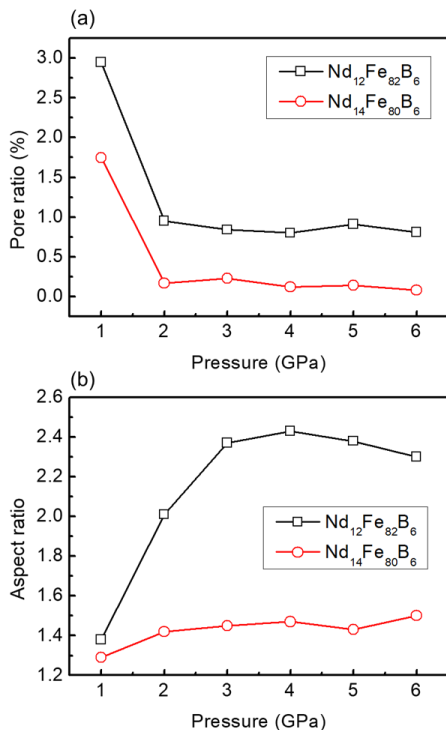 (a)
3.0
2.5
2.0
1.5
1.0
0.5
0.0
Pore ratio (%)
Nd₁₂Fe₈₂B₆
Nd₁₄Fe₈₀B₆
1 2 3 4 5 6
Pressure (GPa)
(b)
2.6
2.4
2.2
2.0
1.8
1.6
1.4
1.2
Aspect ratio
Nd₁₂Fe₈₂B₆
Nd₁₄Fe₈₀B₆
1 2 3 4 5 6
Pressure (GPa)